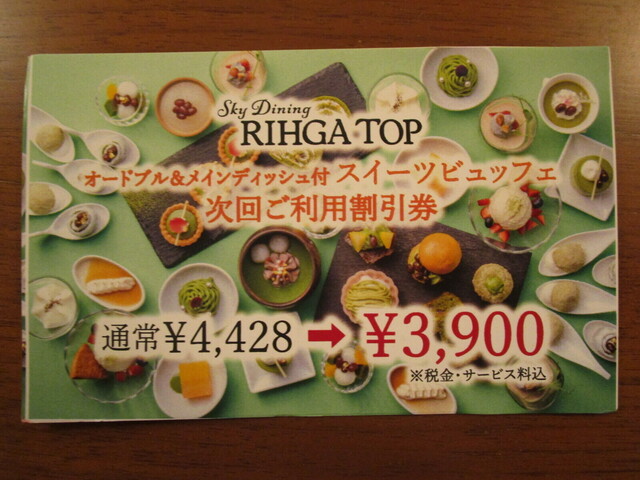 Sky Dining
RIHGA TOP
オードブル&メインディッシュ付 スイーツビュッフェ
次回ご利用割引券
通常¥4,428➡¥3,900
※税金・サービス料込